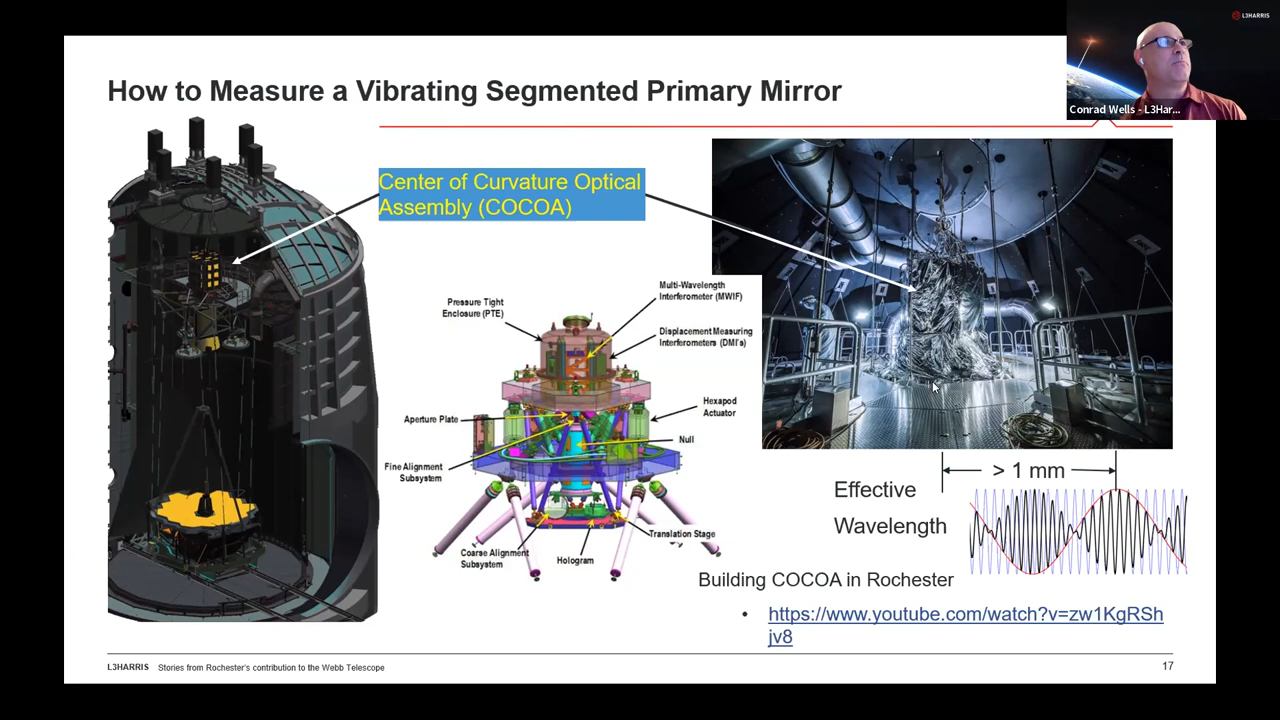 L3HARRIS
Conrad Wells - L3Har...
How to Measure a Vibrating Segmented Primary Mirror
Center of Curvature Optical
Assembly (COCOA)
Pressure Tight
Enclosure (PTE)
Multi-Wavelength
Interferometer (MWIF)
Displacement Measuring
Interferometers (DMI's)
Aperture Plate
Hexapod
Actuator
Null
Fine Alignment
Subsystem
Translation Stage
Coarse Alignment
Subsystem
Hologram
> 1 mm
Effective
Wavelength
Building COCOA in Rochester
• https://www.youtube.com/watch?v=zw1KgRSh
jv8
L3HARRIS Stories from Rochester's contribution to the Webb Telescope
17